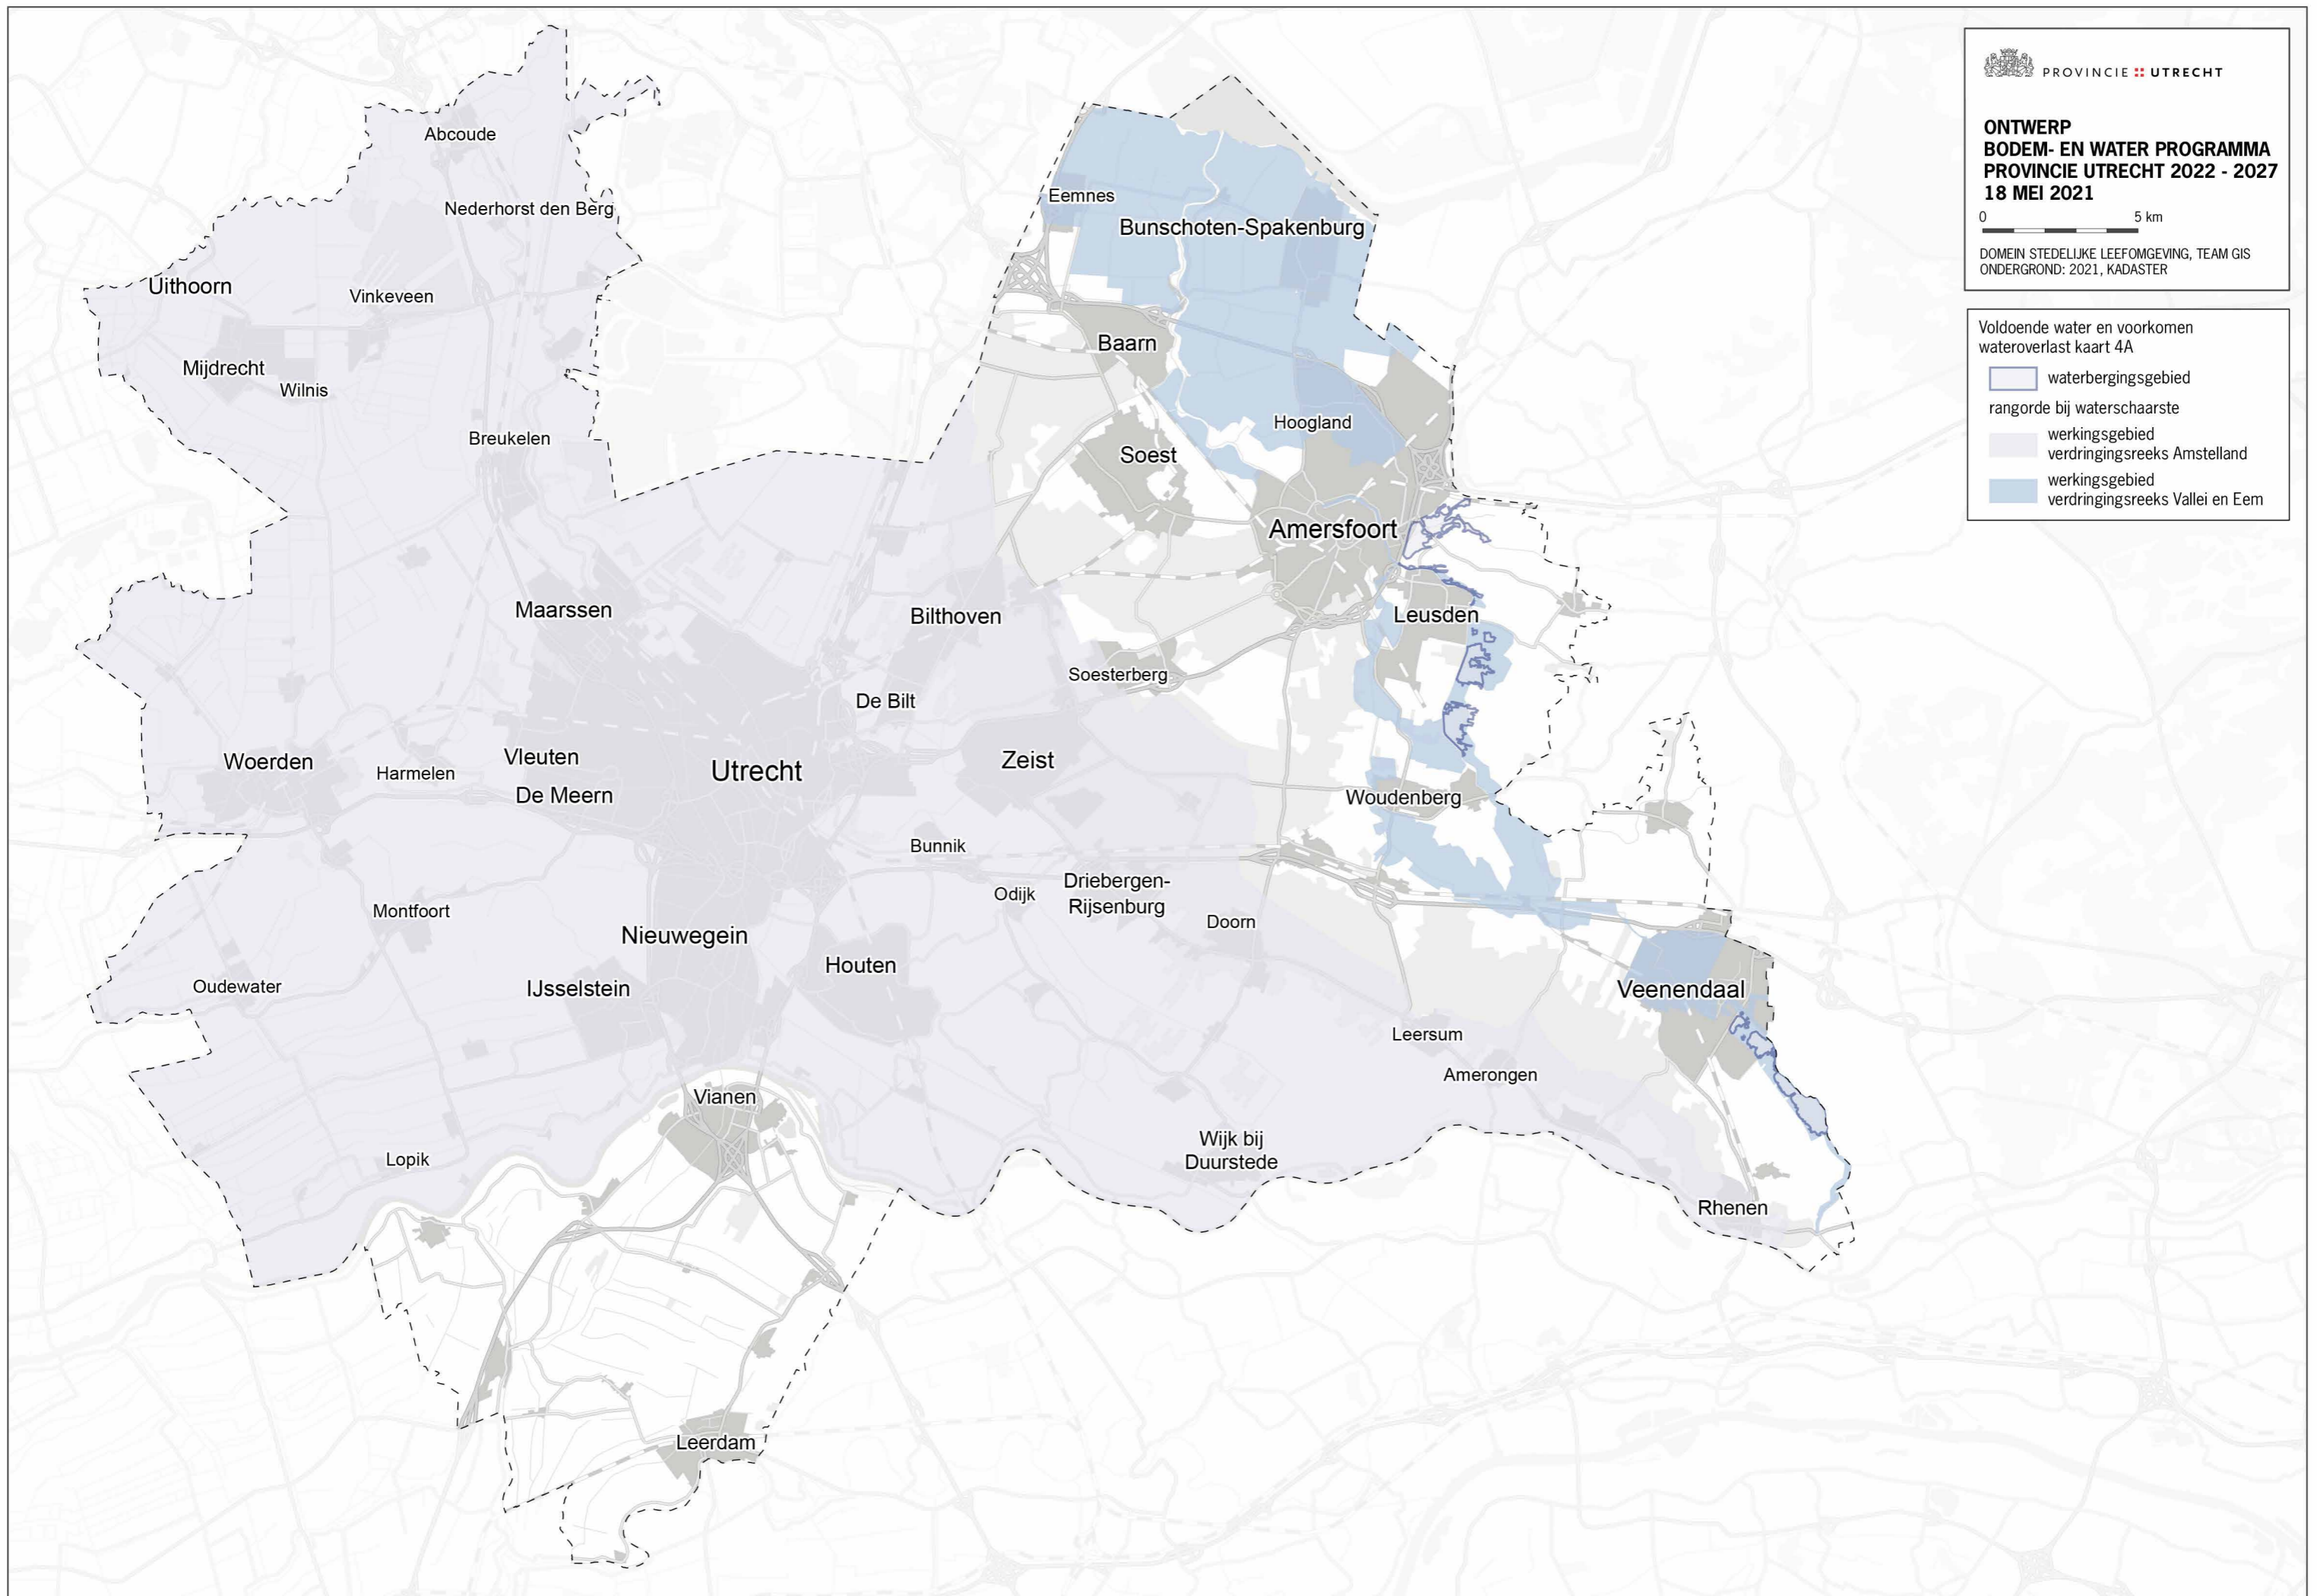 PROVINCIE UTRECHT
ONTWERP
BODEM- EN WATER PROGRAMMA
PROVINCIE UTRECHT 2022 - 2027
18 MEI 2021
0 5 km
DOMEIN STEDELIJKE LEEFOMGEVING, TEAM GIS
ONDERGROND: 2021, KADASTER
Voldoende water en voorkomen
wateroverlast kaart 4A
waterbergingsgebied
rangorde bij waterschaarste
werkingsgebied
verdringingsreeks Amstelland
werkingsgebied
verdringingsreeks Vallei en Eem
Abcoude
Nederhorst den Berg
Eemnes
Bunschoten-Spakenburg
Uithoorn
Vinkeveen
Baarn
Mijdrecht
Wilnis
Hoogland
Breukelen
Soest
Amersfoort
Maarssen
Bilthoven
Leusden
Soesterberg
De Bilt
Woerden
Harmelen
Vleuten
De Meern
Utrecht
Zeist
Woudenberg
Bunnik
Odijk
Driebergen-
Rijsenburg
Doorn
Montfoort
Nieuwegein
Houten
Oudewater
IJsselstein
Veenendaal
Leersum
Amerongen
Vianen
Wijk bij
Duurstede
Lopik
Rhenen
Leerdam